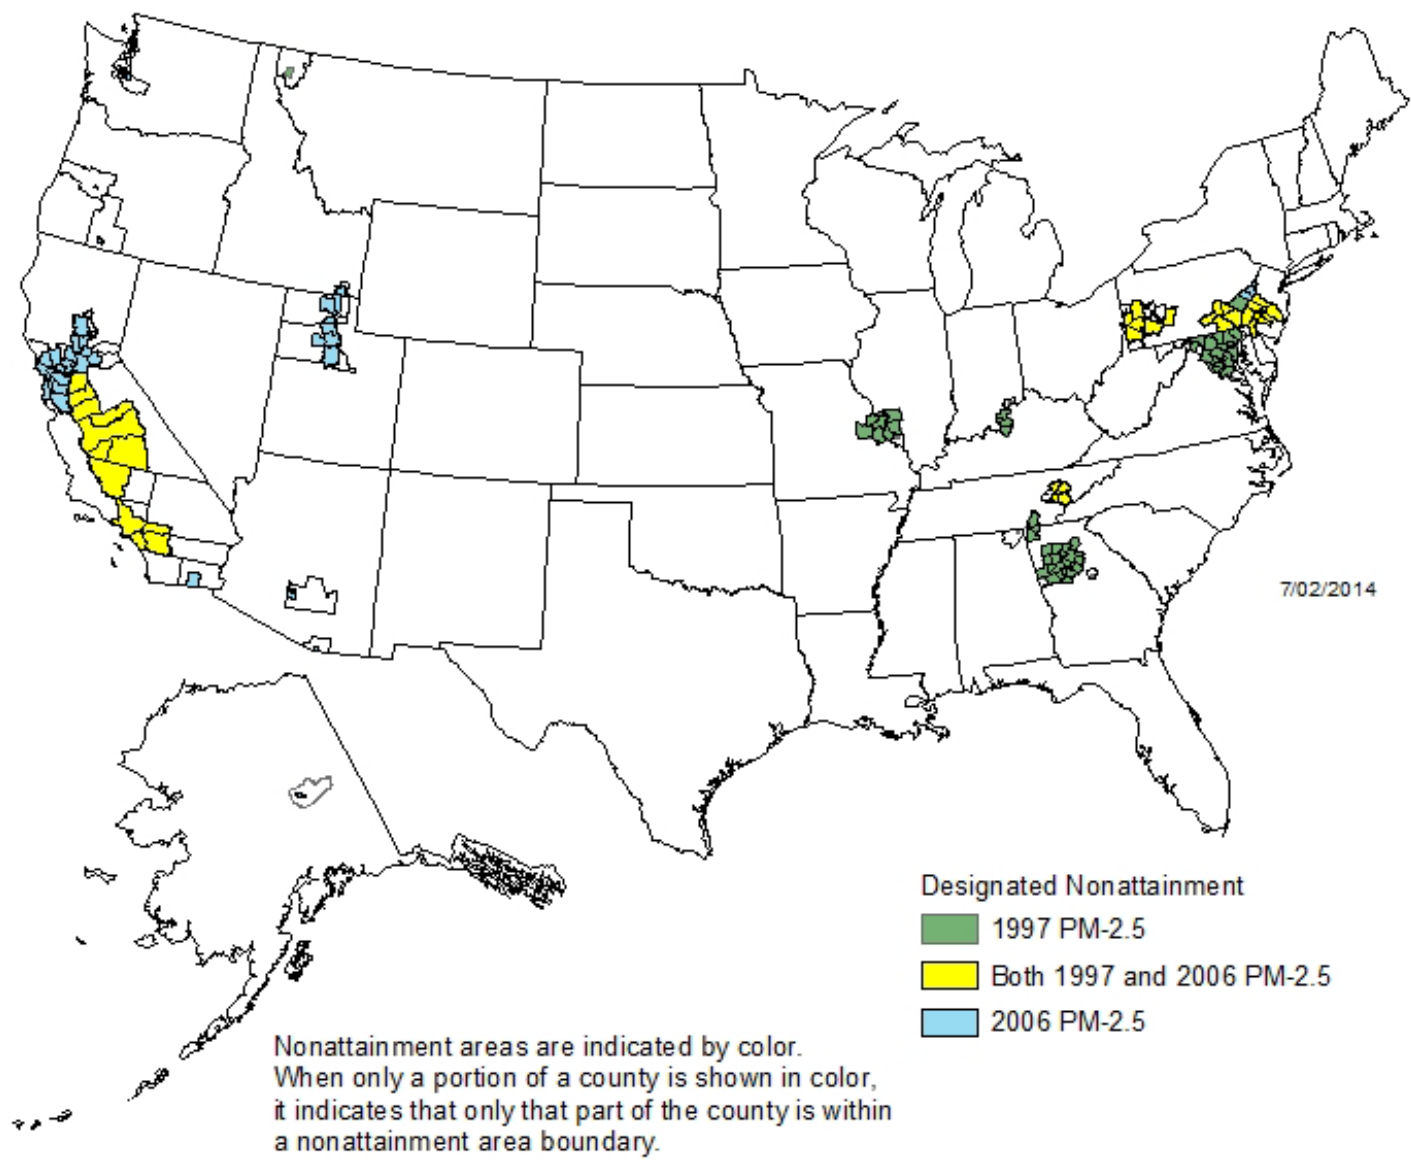 7/02/2014
Designated Nonattainment
1997 PM-2.5
Both 1997 and 2006 PM-2.5
2006 PM-2.5
Nonattainment areas are indicated by color.
When only a portion of a county is shown in color,
it indicates that only that part of the county is within
a nonattainment area boundary.